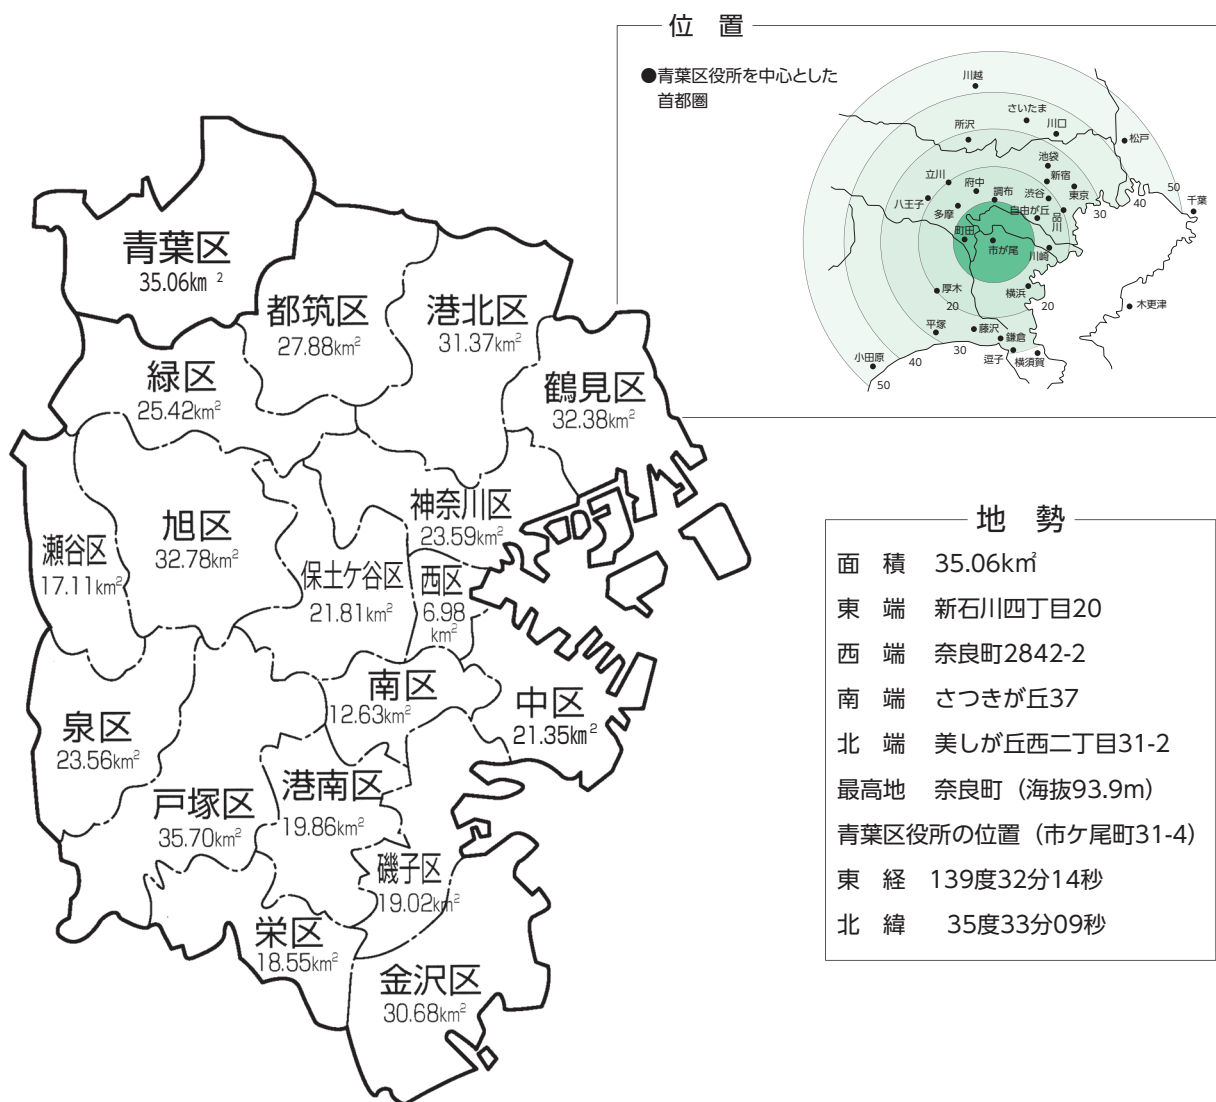 位 置
●青葉区役所を中心とした
首都圏
川越
さいたま
川口
松戸
所沢
池袋
新宿
立川
府中
調布
渋谷
東京
50
40
30
千葉
八王子
多摩
自由が丘
品川
町田
市が尾
川崎
厚木
横浜
20
20
木更津
平塚
藤沢
鎌倉
小田原
40
30
逗子
横須賀
50
青葉区
35.06km²
都筑区
27.88km²
港北区
31.37km²
緑区
25.42km²
鶴見区
32.38km²
神奈川区
23.59km²
旭区
32.78km²
瀬谷区
17.11km²
保土ケ谷区
21.81km²
西区
6.98
km²
南区
12.63km²
中区
21.35km²
泉区
23.56km²
港南区
19.86km²
戸塚区
35.70km²
磯子区
19.02km²
栄区
18.55km²
金沢区
30.68km²
地 勢
面 積 35.06k㎡
東 端 新石川四丁目20
西 端 奈良町2842-2
南 端 さつきが丘37
北 端 美しが丘西二丁目31-2
最高地 奈良町（海抜93.9m）
青葉区役所の位置（市ケ尾町31-4）
東 経 139度32分14秒
北 緯 35度33分09秒